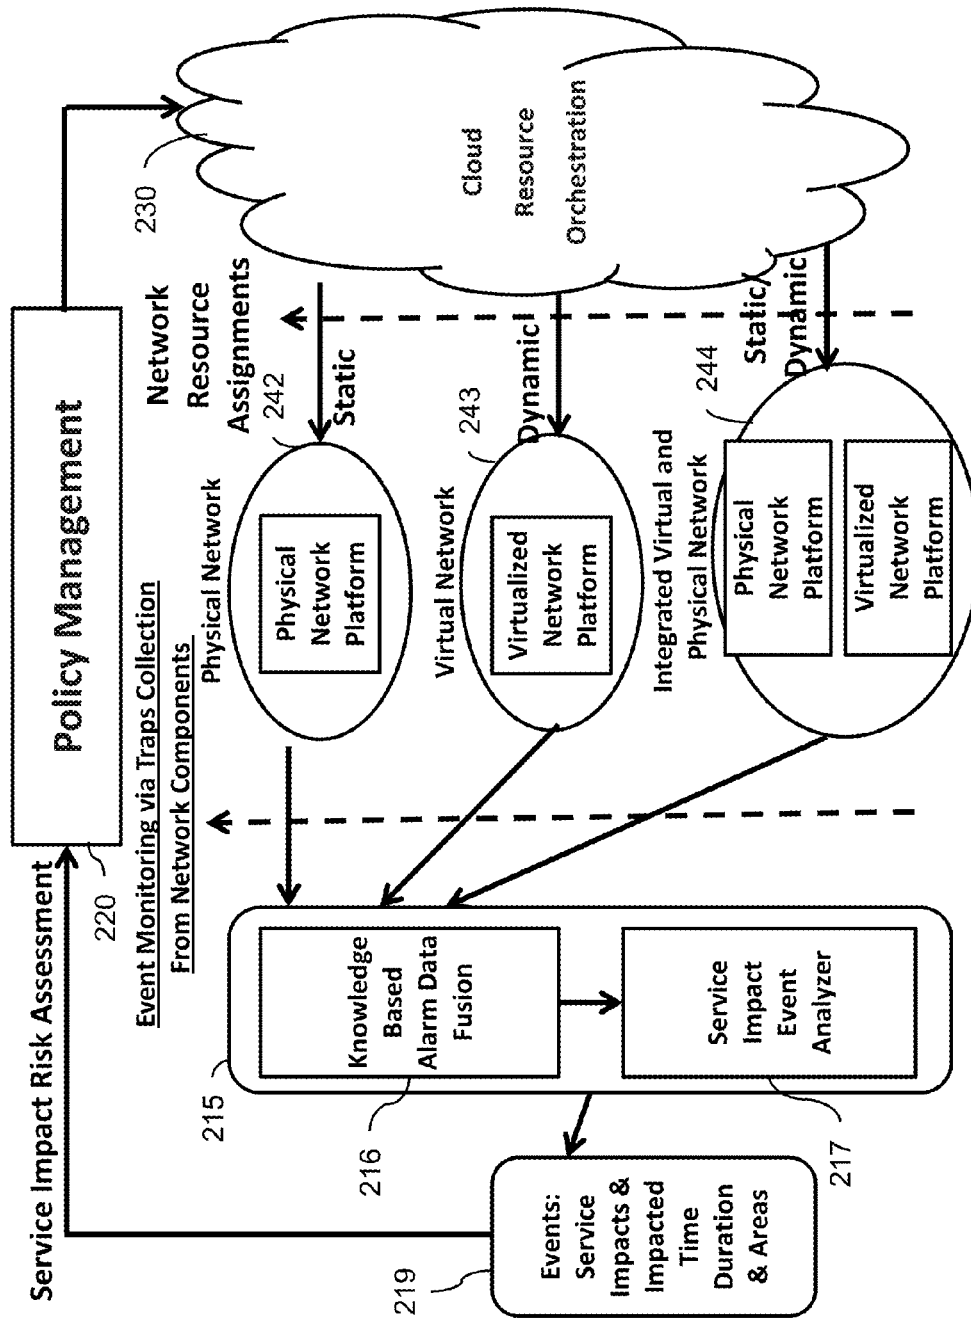 Service Impact Risk Assessment
220
Policy Management
Event Monitoring via Traps Collection
From Network Components
Network
Resource
Assignments
230
Cloud
Resource
Orchestration
215
Knowledge
Based
Alarm Data
Fusion
216
Service
Impact
Event
Analyzer
217
219
Events:
Service
Impacts &
Impacted
Time
Duration
& Areas
Physical Network
242
Physical
Network
Platform
Static
Virtual Network
243
Virtualized
Network
Platform
Dynamic
Integrated Virtual and
Physical Network
244
Physical
Network
Platform
Virtualized
Network
Platform
Static/
Dynamic